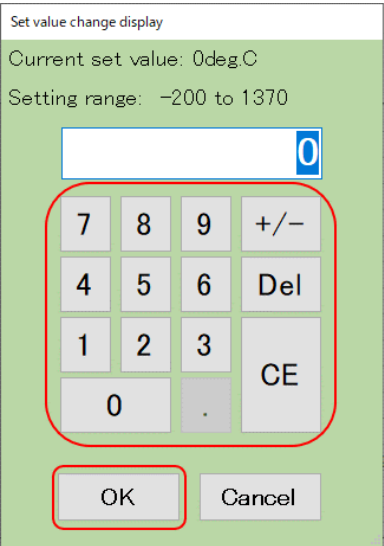 Set value change display
Current set value: 0deg.C
Setting range: -200 to 1370
0
7 8 9 +/-
4 5 6 Del
1 2 3
CE
0 .
OK Cancel